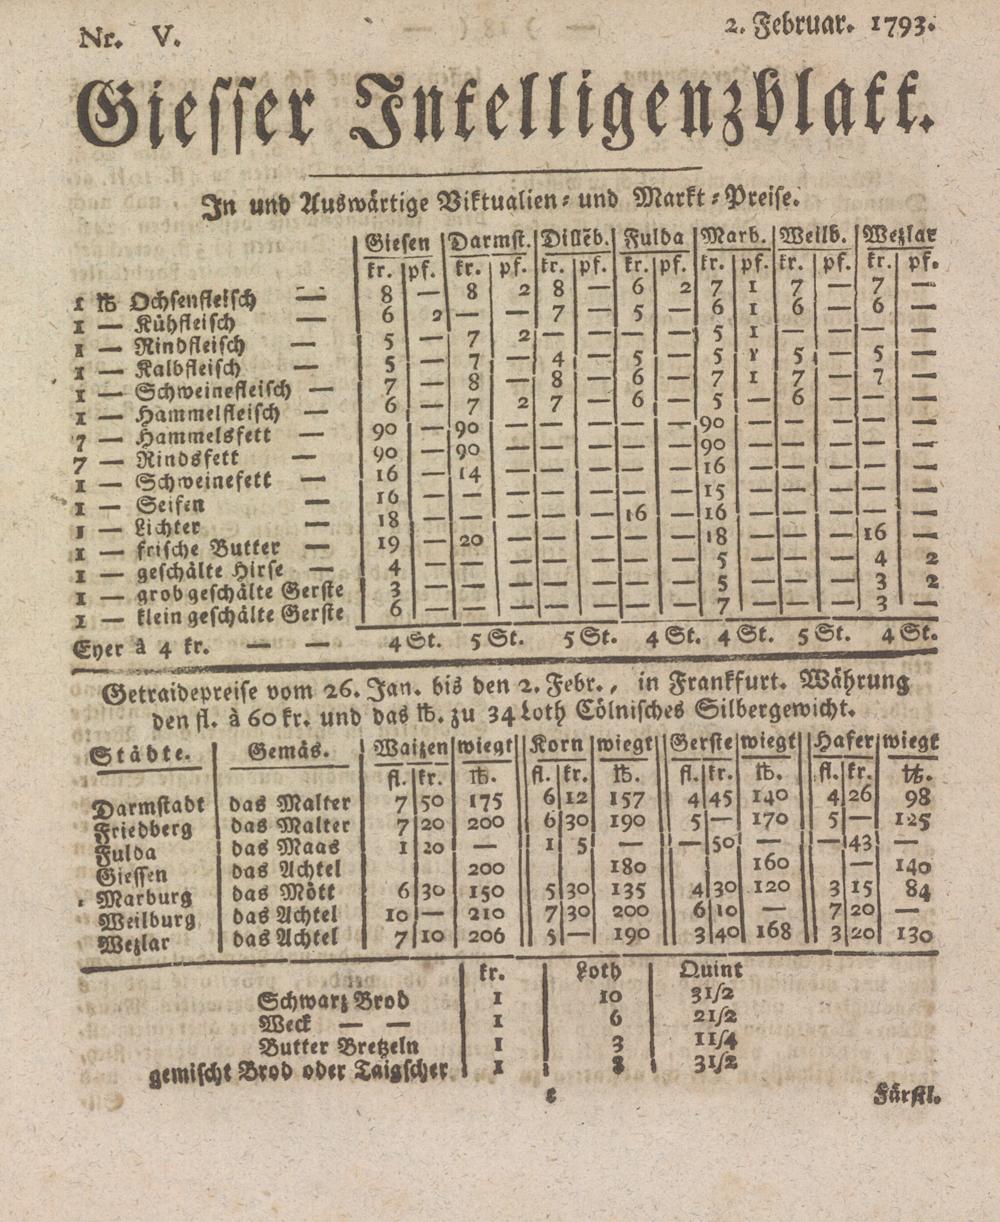 Nr. V. 2. Februar. 1793.
Giesser Intelligenzblatt.
In und Auswärtige Viktualien- und Markt-Preise.
Giesen Darmst. Dilleb. Fulda Marb. Weilb. Wezlar
kr. pf. kr. pf. kr. pf. kr. pf. kr. pf. kr. pf. kr. pf.
1 ℔ Ochsenfleisch — 8 — 8 2 8 — 6 2 7 1 7 — 7 —
1 — Kühfleisch — 6 2 — — 7 — 5 — 6 1 6 — 6 —
1 — Rindfleisch — 5 — 7 2 — — — — 5 1 — — — —
1 — Kalbfleisch — 5 — 7 — 4 — 5 — 5 1 5 — 5 —
1 — Schweinefleisch — 7 — 8 — 8 — 6 — 7 1 7 — 7 —
1 — Hammelfleisch — 6 — 7 2 7 — 6 — 5 — 6 — — —
7 — Hammelsfett — 90 — 90 — — — — — 90 — — — — —
7 — Rindsfett — 90 — 90 — — — — — 90 — — — — —
1 — Schweinefett — 16 — 14 — — — — — 16 — — — — —
1 — Seifen — 16 — — — — — — — 15 — — — — —
1 — Lichter — 18 — — — — — 16 — 16 — — — — —
1 — frische Butter — 19 — 20 — — — — — 18 — — — 16 —
1 — geschälte Hirse — 4 — — — — — — — 5 — — — 4 2
1 — grob geschälte Gerste 3 — — — — — — — 5 — — — 3 2
1 — klein geschälte Gerste 6 — — — — — — — 7 — — — 3 —
Eyer à 4 kr. — — 4 St. 5 St. 5 St. 4 St. 4 St. 5 St. 4 St.
Getraidepreise vom 26. Jan. bis den 2. Febr., in Frankfurt. Währung
den fl. à 60 kr. und das ℔. zu 34 Loth Cölnisches Silbergewicht.
Städte. Gemäs. Waizen wiegt Korn wiegt Gerste wiegt Hafer wiegt
fl. kr. ℔. fl. kr. ℔. fl. kr. ℔. fl. kr. ℔.
Darmstadt das Malter 7 50 175 6 12 157 4 45 140 4 26 98
Friedberg das Malter 7 20 200 6 30 190 5 — 170 5 — 125
Fulda das Maas 1 20 — 1 5 — — 50 — — 43 —
Giessen das Achtel 200 180 160 — 140
Marburg das Mött 6 30 150 5 30 135 4 30 120 3 15 84
Weilburg das Achtel 10 — 210 7 30 200 6 10 — 7 20 —
Wezlar das Achtel 7 10 206 5 — 190 3 40 168 3 20 130
kr. Loth Quint
Schwarz Brod 1 10 31/2
Weck — — 1 6 21/2
Butter Bretzeln 1 3 11/4
gemischt Brod oder Taigscher 1 8 31/2
Fürstl.